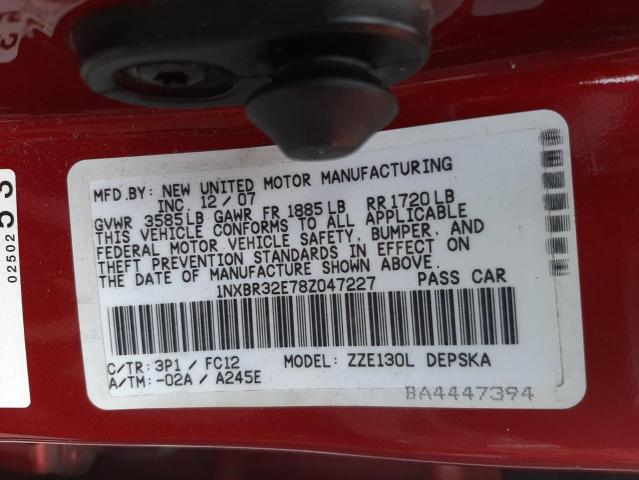 MFD. BY: NEW UNITED MOTOR MANUFACTURING
INC. 12/07
GVWR 3585LB GAWR FR 1885LB RR1720LB
THIS VEHICLE CONFORMS TO ALL APPLICABLE
FEDERAL MOTOR VEHICLE SAFETY, BUMPER, AND
THEFT PREVENTION STANDARDS IN EFFECT ON
THE DATE OF MANUFACTURE SHOWN ABOVE.
1NXBR32E78Z047227 PASS CAR
C/TR: 3P1 / FC12 MODEL: ZZE130L DEPSKA
A/TM: -02A / A245E
BA4447394
02502